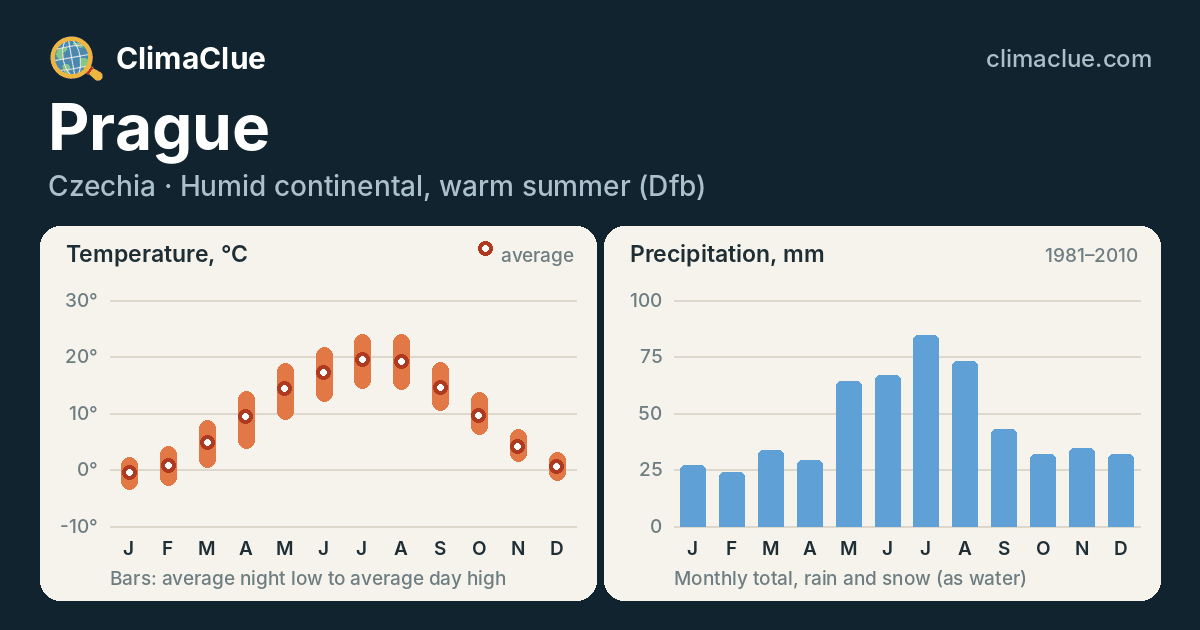 ClimaClue
climaclue.com
Prague
Czechia · Humid continental, warm summer (Dfb)
Temperature, °C
average
30°
20°
10°
0°
-10°
J F M A M J J A S O N D
Bars: average night low to average day high
Precipitation, mm
1981–2010
100
75
50
25
0
J F M A M J J A S O N D
Monthly total, rain and snow (as water)